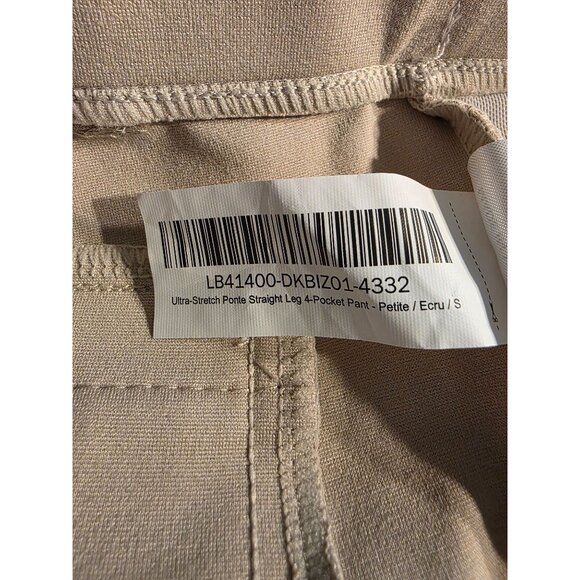 LB41400-DKBIZ01-4332
Ultra-Stretch Ponte Straight Leg 4-Pocket Pant - Petite / Ecru / S